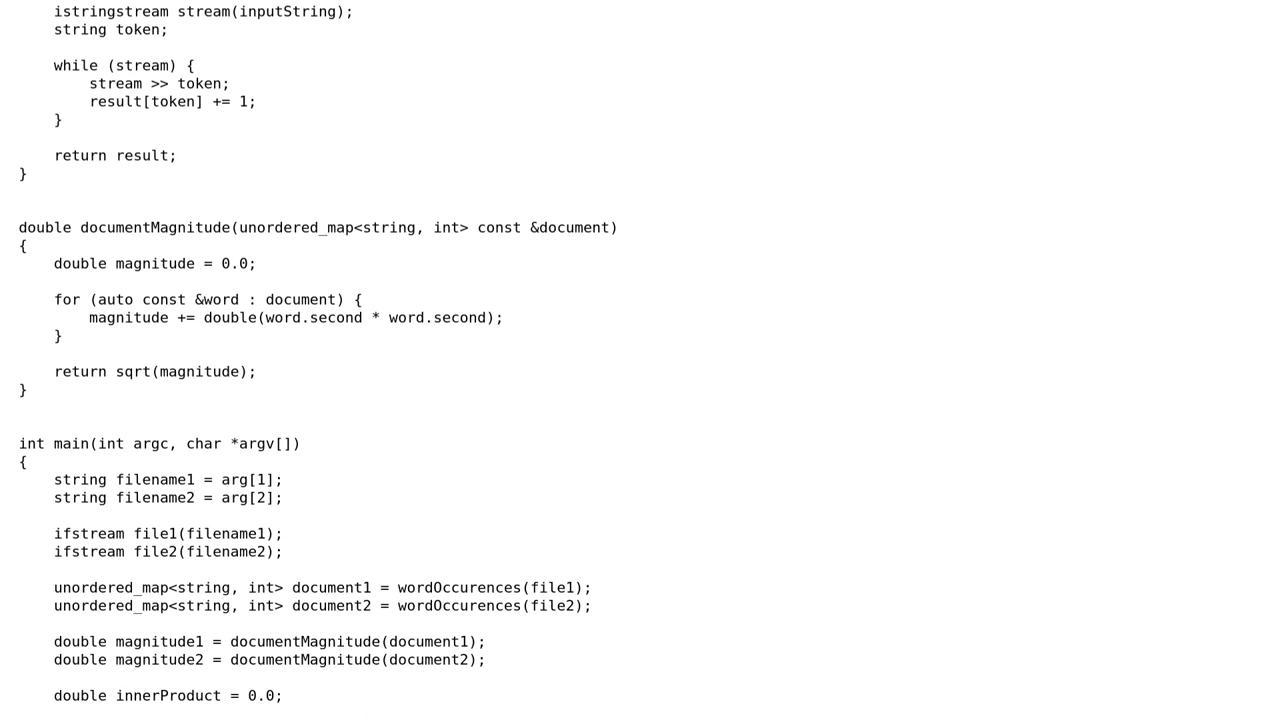 istringstream stream(inputString);
string token;
while (stream) {
stream >> token;
result[token] += 1;
}
return result;
}
double documentMagnitude(unordered_map<string, int> const &document)
{
double magnitude = 0.0;
for (auto const &word : document) {
magnitude += double(word.second * word.second);
}
return sqrt(magnitude);
}
int main(int argc, char *argv[])
{
string filename1 = arg[1];
string filename2 = arg[2];
ifstream file1(filename1);
ifstream file2(filename2);
unordered_map<string, int> document1 = wordOccurences(file1);
unordered_map<string, int> document2 = wordOccurences(file2);
double magnitude1 = documentMagnitude(document1);
double magnitude2 = documentMagnitude(document2);
double innerProduct = 0.0;